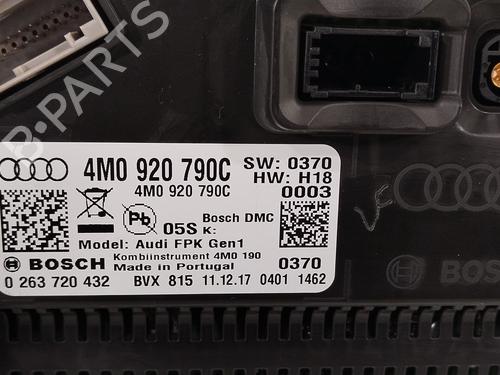 4M0 920 790C SW: 0370
4M0 920 790C HW: H18
0003
Pb 05S Bosch DMC
K:
Model: Audi FPK Gen1
BOSCH Kombiinstrument 4M0 190
Made in Portugal 0370
0 263 720 432 BVX 815 11.12.17 0401 1462
BOSCH
B-PARTS